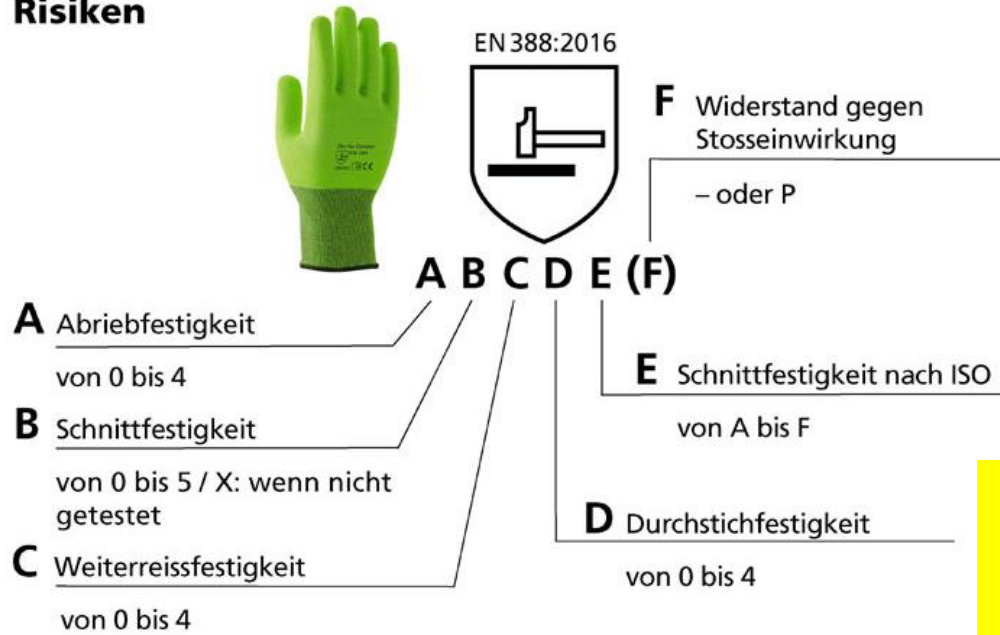 Risiken
EN 388:2016
F Widerstand gegen
Stosseinwirkung
– oder P
A B C D E (F)
A Abriebfestigkeit
von 0 bis 4
B Schnittfestigkeit
von 0 bis 5 / X: wenn nicht
getestet
C Weiterreissfestigkeit
von 0 bis 4
E Schnittfestigkeit nach ISO
von A bis F
D Durchstichfestigkeit
von 0 bis 4